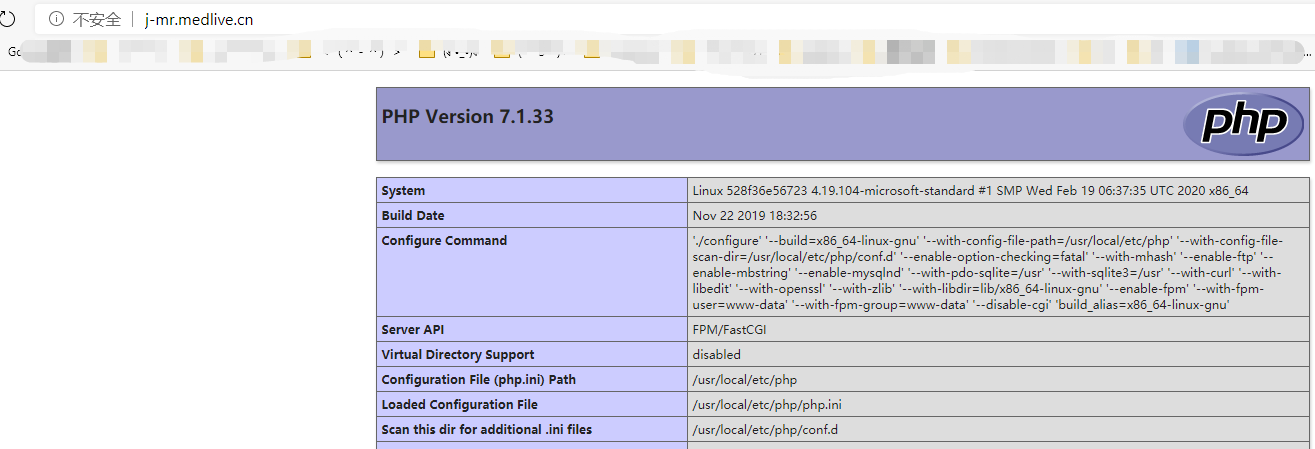 不安全 j-mr.medlive.cn
PHP Version 7.1.33
php
System Linux 528f36e56723 4.19.104-microsoft-standard #1 SMP Wed Feb 19 06:37:35 UTC 2020 x86_64
Build Date Nov 22 2019 18:32:56
Configure Command './configure' '--build=x86_64-linux-gnu' '--with-config-file-path=/usr/local/etc/php' '--with-config-file-
scan-dir=/usr/local/etc/php/conf.d' '--enable-option-checking=fatal' '--with-mhash' '--enable-ftp' '--
enable-mbstring' '--enable-mysqlnd' '--with-pdo-sqlite=/usr' '--with-sqlite3=/usr' '--with-curl' '--with-
libedit' '--with-openssl' '--with-zlib' '--with-libdir=lib/x86_64-linux-gnu' '--enable-fpm' '--with-fpm-
user=www-data' '--with-fpm-group=www-data' '--disable-cgi' 'build_alias=x86_64-linux-gnu'
Server API FPM/FastCGI
Virtual Directory Support disabled
Configuration File (php.ini) Path /usr/local/etc/php
Loaded Configuration File /usr/local/etc/php/php.ini
Scan this dir for additional .ini files /usr/local/etc/php/conf.d